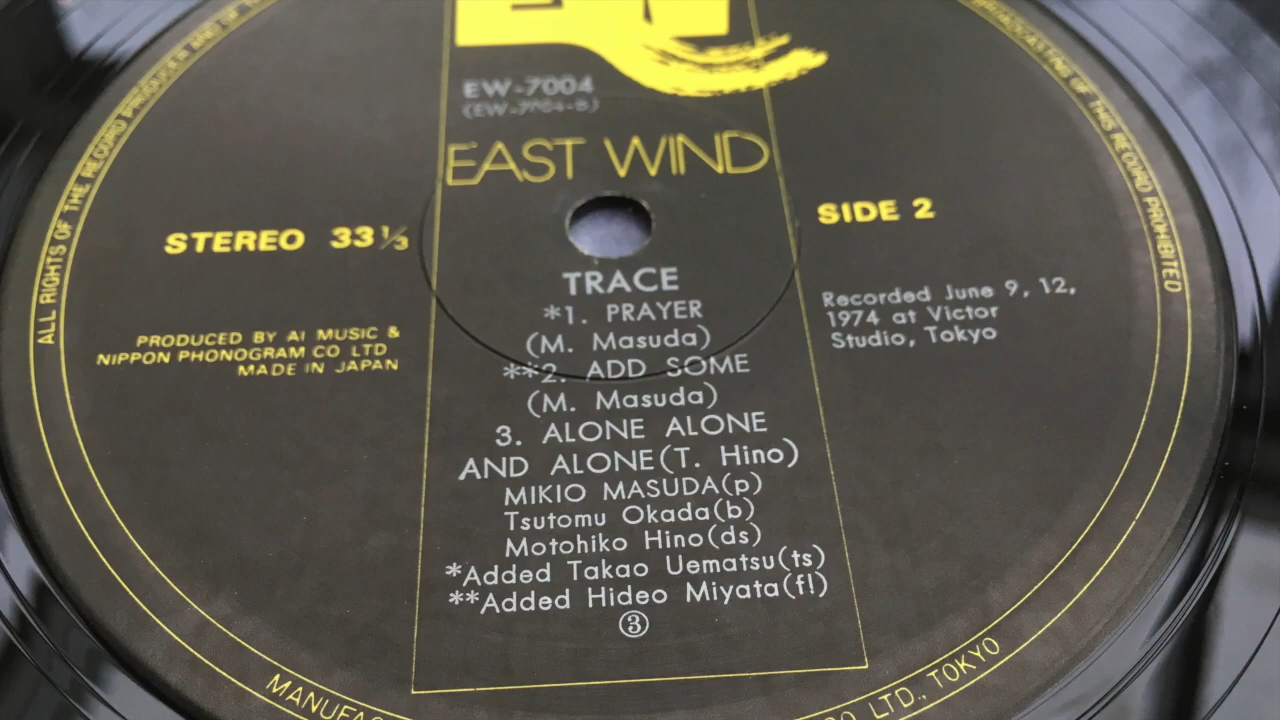 EW-7004
(EW-7704-B)
EAST WIND
STEREO 33⅓
SIDE 2
TRACE
*1. PRAYER
(M. Masuda)
**2. ADD SOME
(M. Masuda)
3. ALONE ALONE
AND ALONE(T. Hino)
MIKIO MASUDA(p)
Tsutomu Okada(b)
Motohiko Hino(ds)
*Added Takao Uematsu(ts)
**Added Hideo Miyata(fl)
③
PRODUCED BY AI MUSIC &
NIPPON PHONOGRAM CO LTD
MADE IN JAPAN
Recorded June 9, 12,
1974 at Victor
Studio, Tokyo
ALL RIGHTS OF THE RECORD PRODUCER AND OF
OF THIS RECORD PROHIBITED
CO LTD., TOKYO